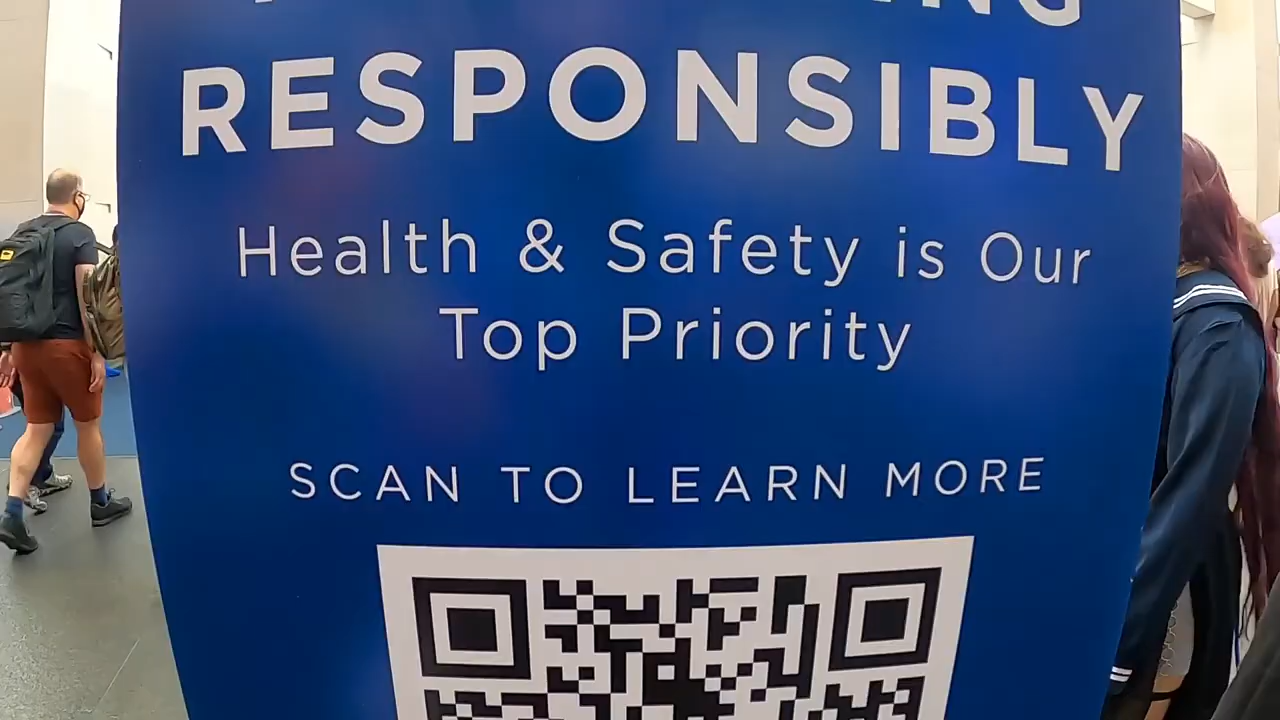 RESPONSIBLY
Health & Safety is Our
Top Priority
SCAN TO LEARN MORE